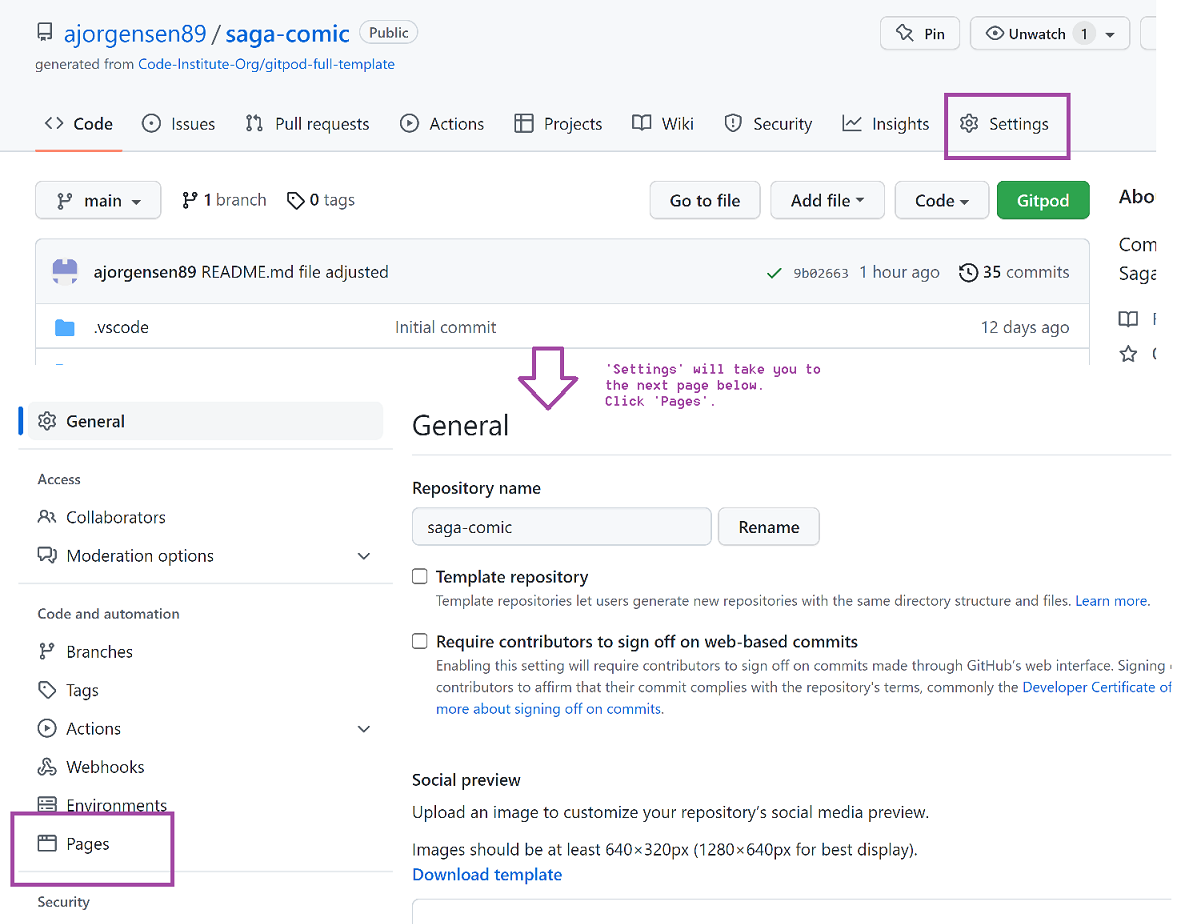 ajorgensen89 / saga-comic Public
Pin
Unwatch 1
generated from Code-Institute-Org/gitpod-full-template
Code Issues Pull requests Actions Projects Wiki Security Insights Settings
main 1 branch 0 tags Go to file Add file Code Gitpod
Abo
ajorgensen89 README.md file adjusted 9b02663 1 hour ago 35 commits
Com
Saga
.vscode Initial commit 12 days ago
'Settings' will take you to
the next page below.
Click 'Pages'.
General
Access
Collaborators
Moderation options
Code and automation
Branches
Tags
Actions
Webhooks
Environments
Pages
Security
General
Repository name
saga-comic Rename
Template repository
Template repositories let users generate new repositories with the same directory structure and files. Learn more.
Require contributors to sign off on web-based commits
Enabling this setting will require contributors to sign off on commits made through GitHub's web interface. Signing
contributors to affirm that their commit complies with the repository's terms, commonly the Developer Certificate of
more about signing off on commits.
Social preview
Upload an image to customize your repository's social media preview.
Images should be at least 640×320px (1280×640px for best display).
Download template